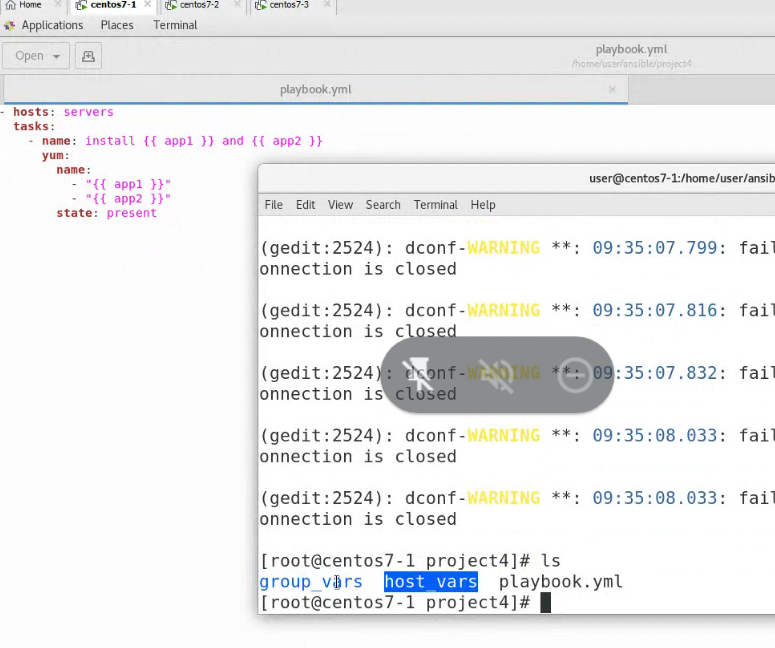 Home centos7-1 centos7-2 centos7-3
Applications Places Terminal
Open
playbook.yml
/home/user/ansible/project4
playbook.yml
- hosts: servers
tasks:
- name: install {{ app1 }} and {{ app2 }}
yum:
name:
- "{{ app1 }}"
- "{{ app2 }}"
state: present
user@centos7-1:/home/user/ansib
File Edit View Search Terminal Help
(gedit:2524): dconf-WARNING **: 09:35:07.799: fail
onnection is closed
(gedit:2524): dconf-WARNING **: 09:35:07.816: fail
onnection is closed
(gedit:2524): dconf-WARNING **: 09:35:07.832: fail
onnection is closed
(gedit:2524): dconf-WARNING **: 09:35:08.033: fail
onnection is closed
(gedit:2524): dconf-WARNING **: 09:35:08.033: fail
onnection is closed
[root@centos7-1 project4]# ls
group_vars host_vars playbook.yml
[root@centos7-1 project4]#